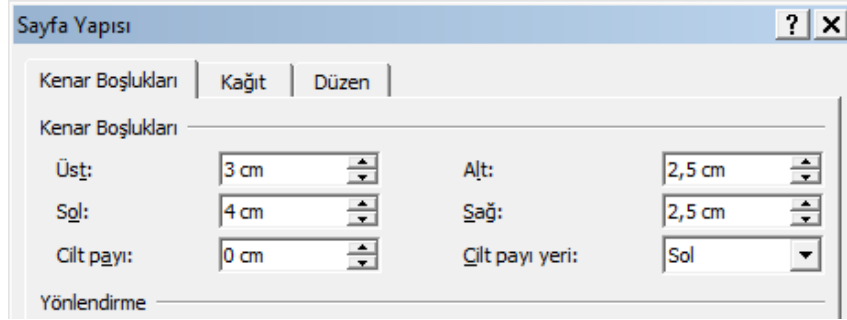 Sayfa Yapısı
Kenar Boşlukları Kağıt Düzen
Kenar Boşlukları
Üst: 3 cm Alt: 2,5 cm
Sol: 4 cm Sağ: 2,5 cm
Cilt payı: 0 cm Cilt payı yeri: Sol
Yönlendirme